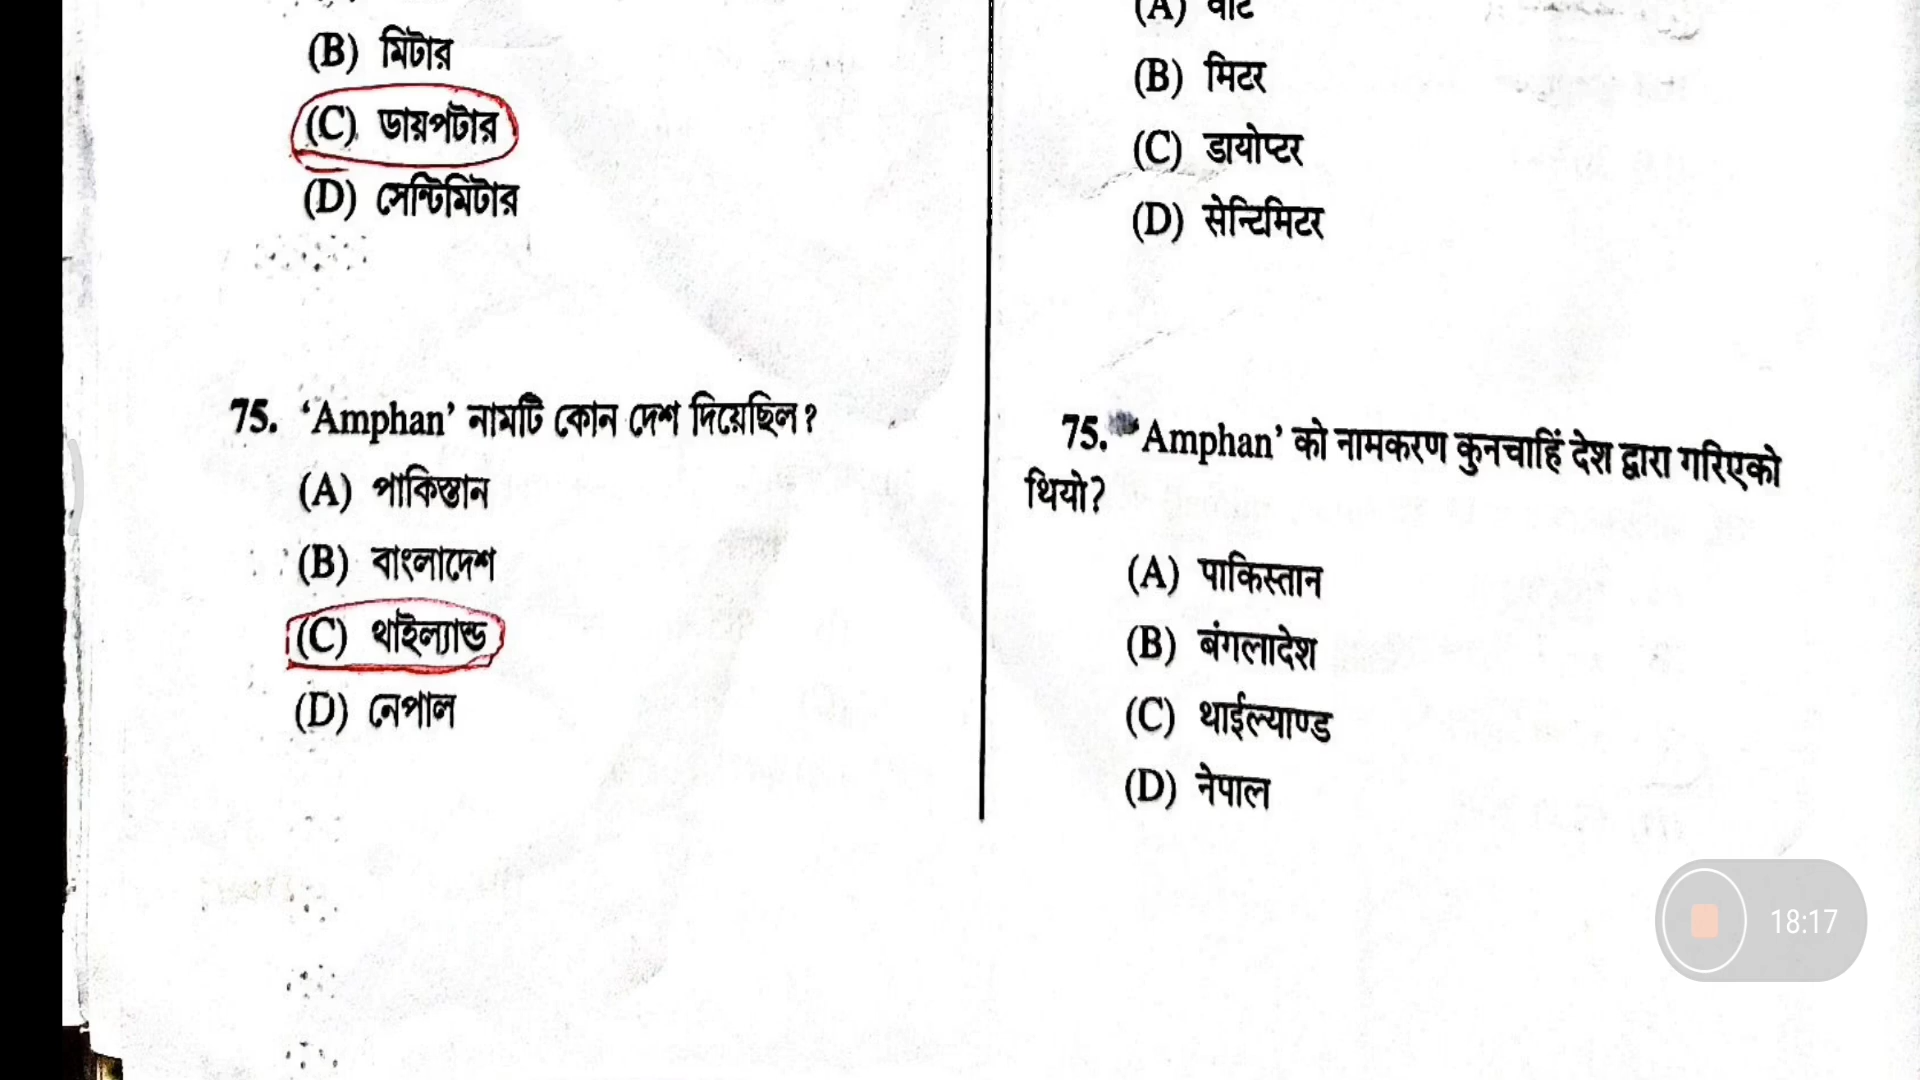 (B) মিটার
(C) ডায়পটার
(D) সেন্টিমিটার
75. ‘Amphan’ নামটি কোন দেশ দিয়েছিল?
(A) পাকিস্তান
(B) বাংলাদেশ
(C) থাইল্যান্ড
(D) নেপাল
(B) मिटर
(C) डायोप्टर
(D) सेन्टिमिटर
75. ‘Amphan’ को नामकरण कुनचाहिं देश द्वारा गरिएको
थियो?
(A) पाकिस्तान
(B) बंगलादेश
(C) थाईल्याण्ड
(D) नेपाल
18:17